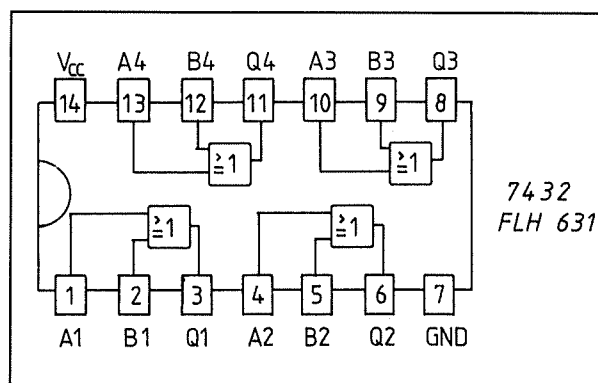 VCC A4 B4 Q4 A3 B3 Q3
14 13 12 11 10 9 8
≥1 ≥1
7432
FLH 631
≥1 ≥1
1 2 3 4 5 6 7
A1 B1 Q1 A2 B2 Q2 GND